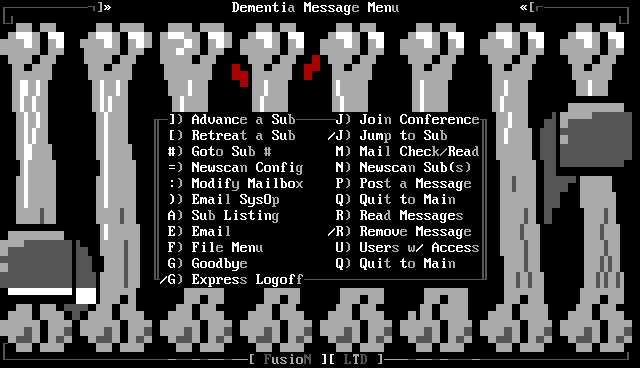 ]» Dementia Message Menu «[
]) Advance a Sub J) Join Conference
[) Retreat a Sub /J) Jump to Sub
#) Goto Sub # M) Mail Check/Read
=) Newscan Config N) Newscan Sub(s)
:) Modify Mailbox P) Post a Message
)) Email SysOp Q) Quit to Main
A) Sub Listing R) Read Messages
E) Email /R) Remove Message
F) File Menu U) Users w/ Access
G) Goodbye Q) Quit to Main
/G) Express Logoff
[ FusioN ][ LTD ]